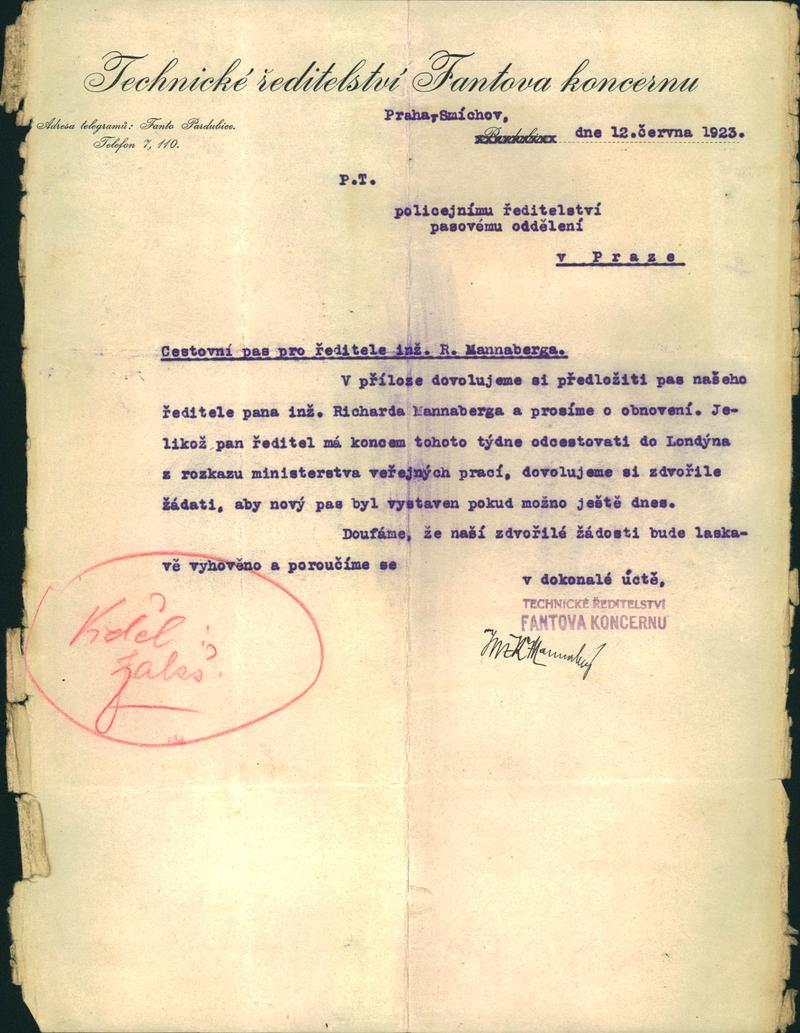 Technické ředitelství Fantova koncernu
Adresa telegramů: Fanto Pardubice.
Telefon 7, 110.
Praha-Smíchov,
Pardubice dne 12.června 1923.
P.T.
policejnímu ředitelství
pasovému oddělení
v Praze
Cestovní pas pro ředitele inž. R. Mannaberga.
V příloze dovolujeme si předložiti pas našeho
ředitele pana inž. Richarda Mannaberga a prosíme o obnovení. Je-
likož pan ředitel má koncem tohoto týdne odcestovati do Londýna
z rozkazu ministerstva veřejných prací, dovolujeme si zdvořile
žádati, aby nový pas byl vystaven pokud možno ještě dnes.
Doufáme, že naší zdvořilé žádosti bude laska-
vě vyhověno a poroučíme se
v dokonalé úctě,
TECHNICKÉ ŘEDITELSTVÍ
FANTOVA KONCERNU